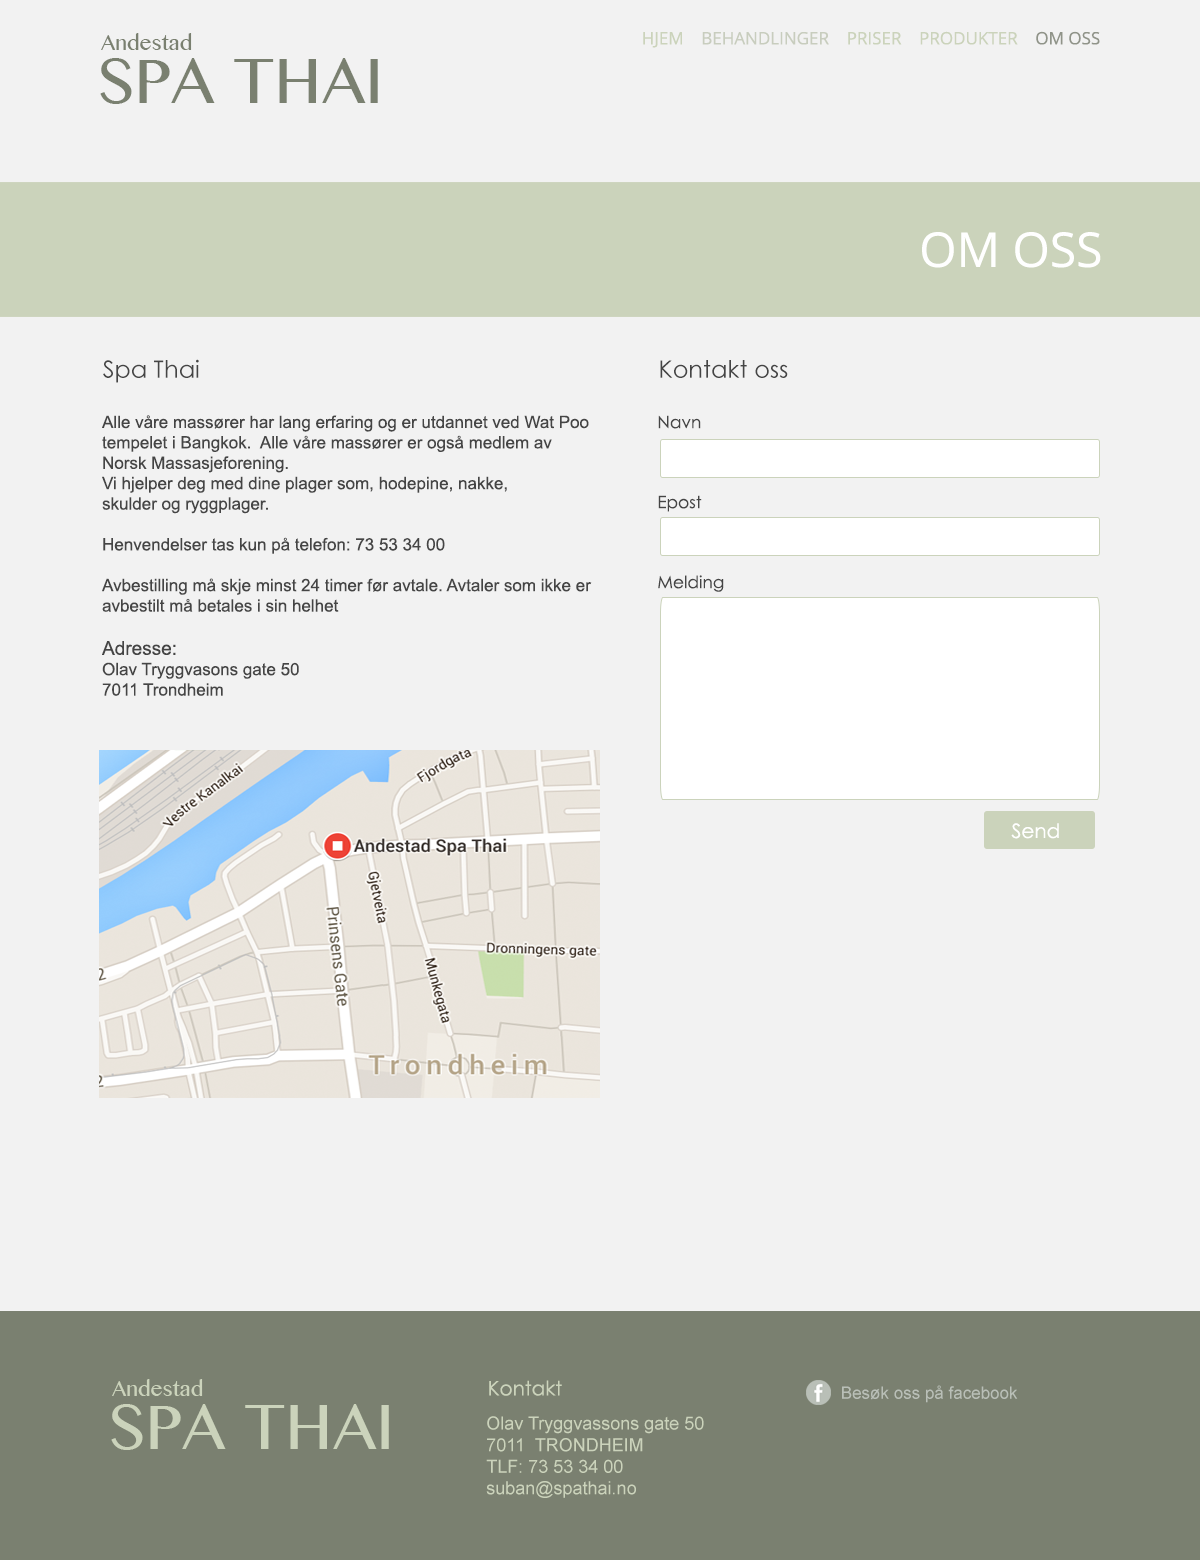 Andestad
SPA THAI
HJEM BEHANDLINGER PRISER PRODUKTER OM OSS
OM OSS
Spa Thai
Alle våre massører har lang erfaring og er utdannet ved Wat Poo
tempelet i Bangkok.  Alle våre massører er også medlem av
Norsk Massasjeforening.
Vi hjelper deg med dine plager som, hodepine, nakke,
skulder og ryggplager.
Henvendelser tas kun på telefon: 73 53 34 00
Avbestilling må skje minst 24 timer før avtale. Avtaler som ikke er
avbestilt må betales i sin helhet
Adresse:
Olav Tryggvasons gate 50
7011 Trondheim
Fjordgata
Vestre Kanalkai
Andestad Spa Thai
Gjetveita
Prinsens Gate
Dronningens gate
Munkegata
2
Trondheim
2
Kontakt oss
Navn
Epost
Melding
Send
Andestad
SPA THAI
Kontakt
Olav Tryggvassons gate 50
7011  TRONDHEIM
TLF: 73 53 34 00
suban@spathai.no
Besøk oss på facebook